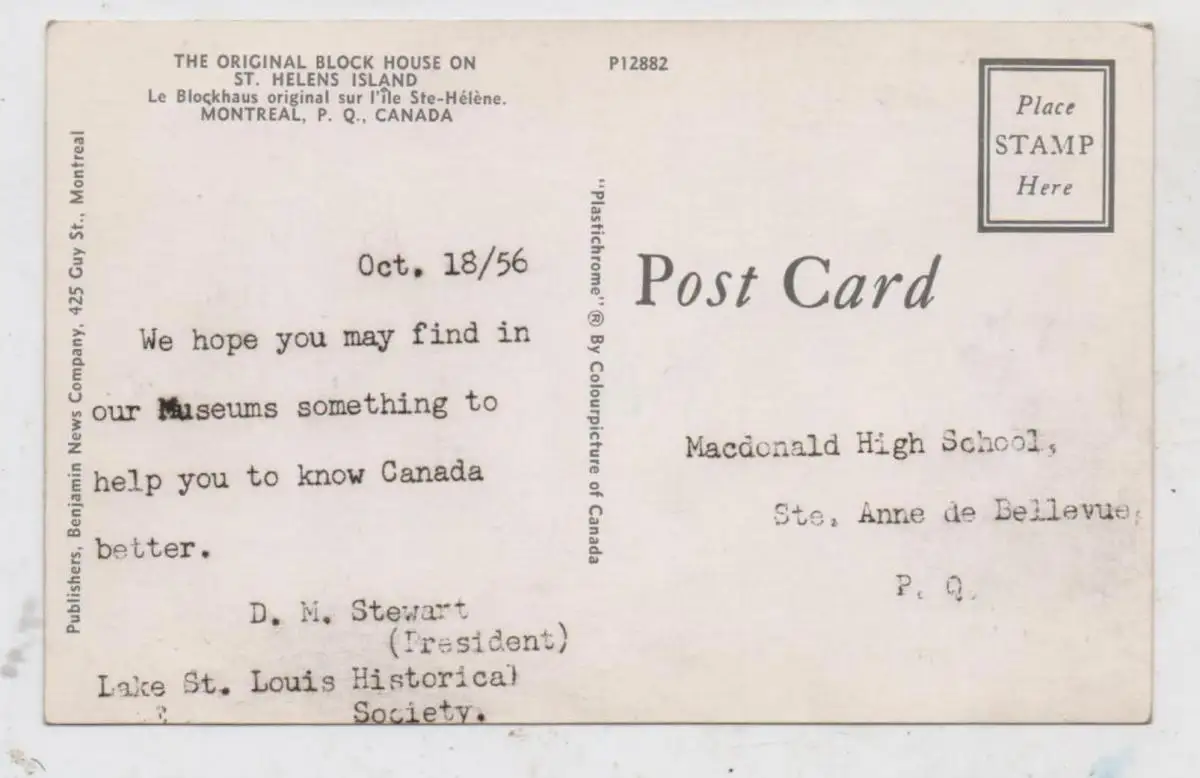 THE ORIGINAL BLOCK HOUSE ON
ST. HELENS ISLAND
Le Blockhaus original sur l'Île Ste-Hélène.
MONTREAL, P. Q., CANADA
P12882
Place
STAMP
Here
Publishers, Benjamin News Company, 425 Guy St., Montreal
"Plastichrome" ® By Colourpicture of Canada
Post Card
Oct. 18/56
We hope you may find in
our Museums something to
help you to know Canada
better.
D. M. Stewart
(President)
Lake St. Louis Historical
Society.
Macdonald High School,
Ste. Anne de Bellevue,
P. Q.